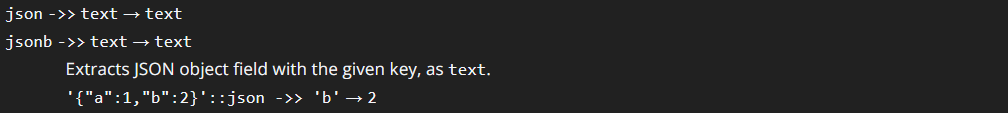 json ->> text → text
jsonb ->> text → text
Extracts JSON object field with the given key, as text.
'{"a":1,"b":2}'::json ->> 'b' → 2